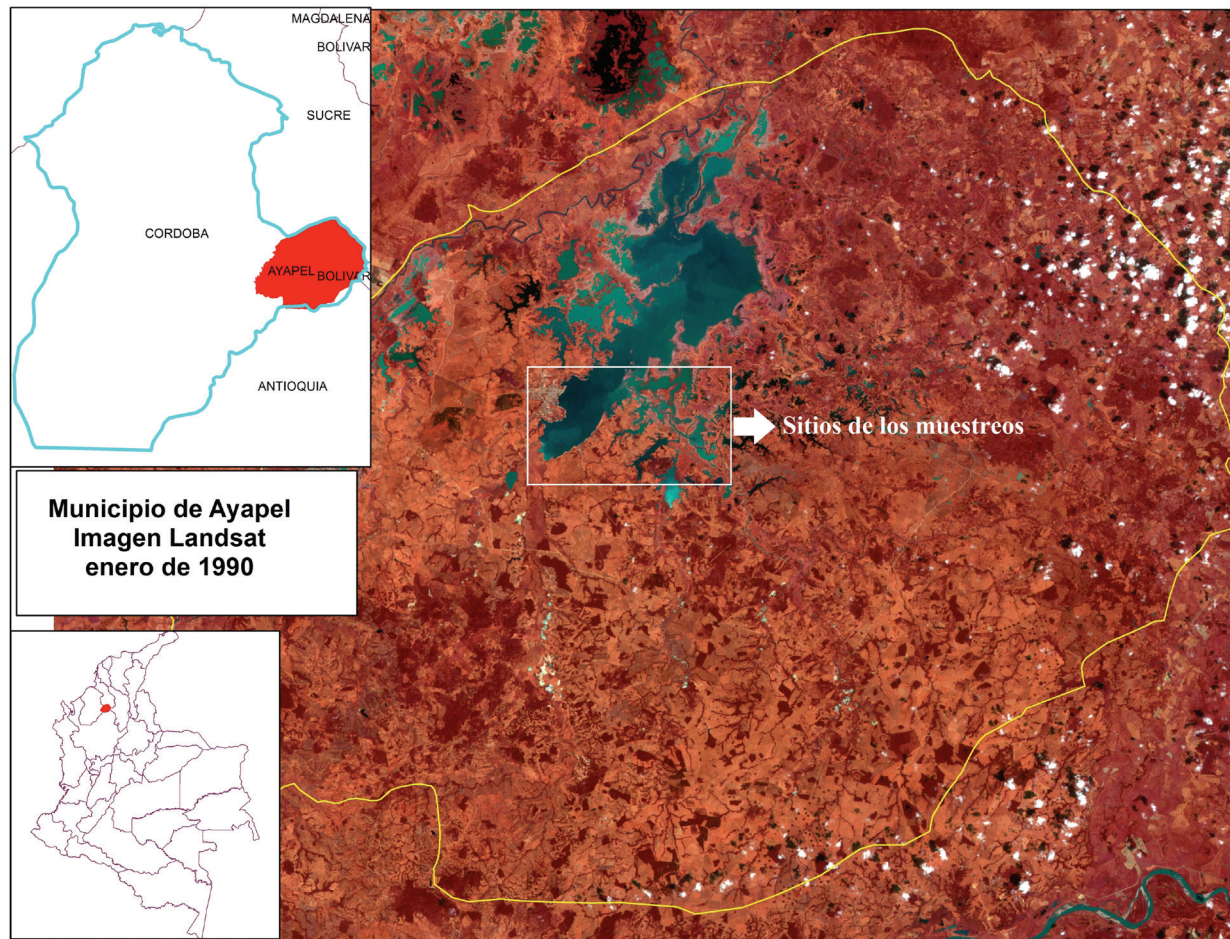 MAGDALENA
BOLIVAR
SUCRE
CORDOBA
AYAPEL
BOLIVAR
ANTIOQUIA
Sitios de los muestreos
Municipio de Ayapel
Imagen Landsat
enero de 1990